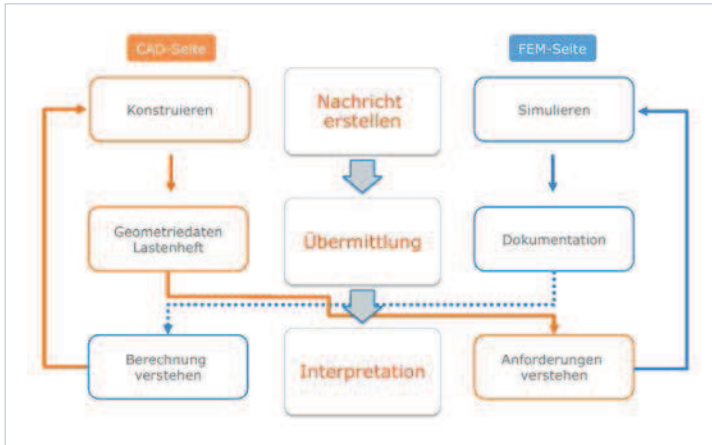 CAD-Seite
FEM-Seite
Konstruieren
Nachricht
erstellen
Simulieren
Geometriedaten
Lastenheft
Übermittlung
Dokumentation
Berechnung
verstehen
Interpretation
Anforderungen
verstehen